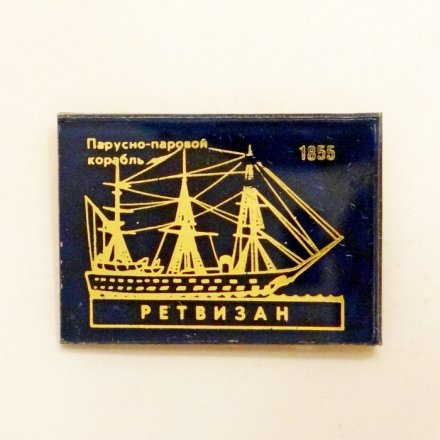 Парусно-паровой
корабль
1855
РЕТВИЗАН